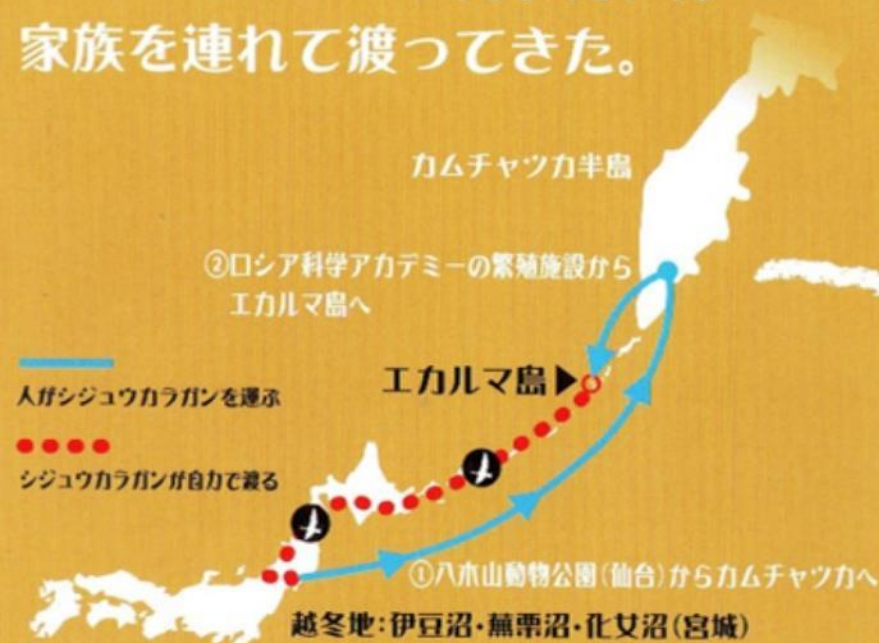 家族を連れて渡ってきた。
カムチャツカ半島
②ロシア科学アカデミーの繁殖施設から
エカルマ島へ
人がシジュウカラガンを運ぶ
エカルマ島▶
シジュウカラガンが自力で渡る
①八木山動物公園(仙台)からカムチャツカへ
越冬地:伊豆沼・蕪栗沼・化女沼(宮城)